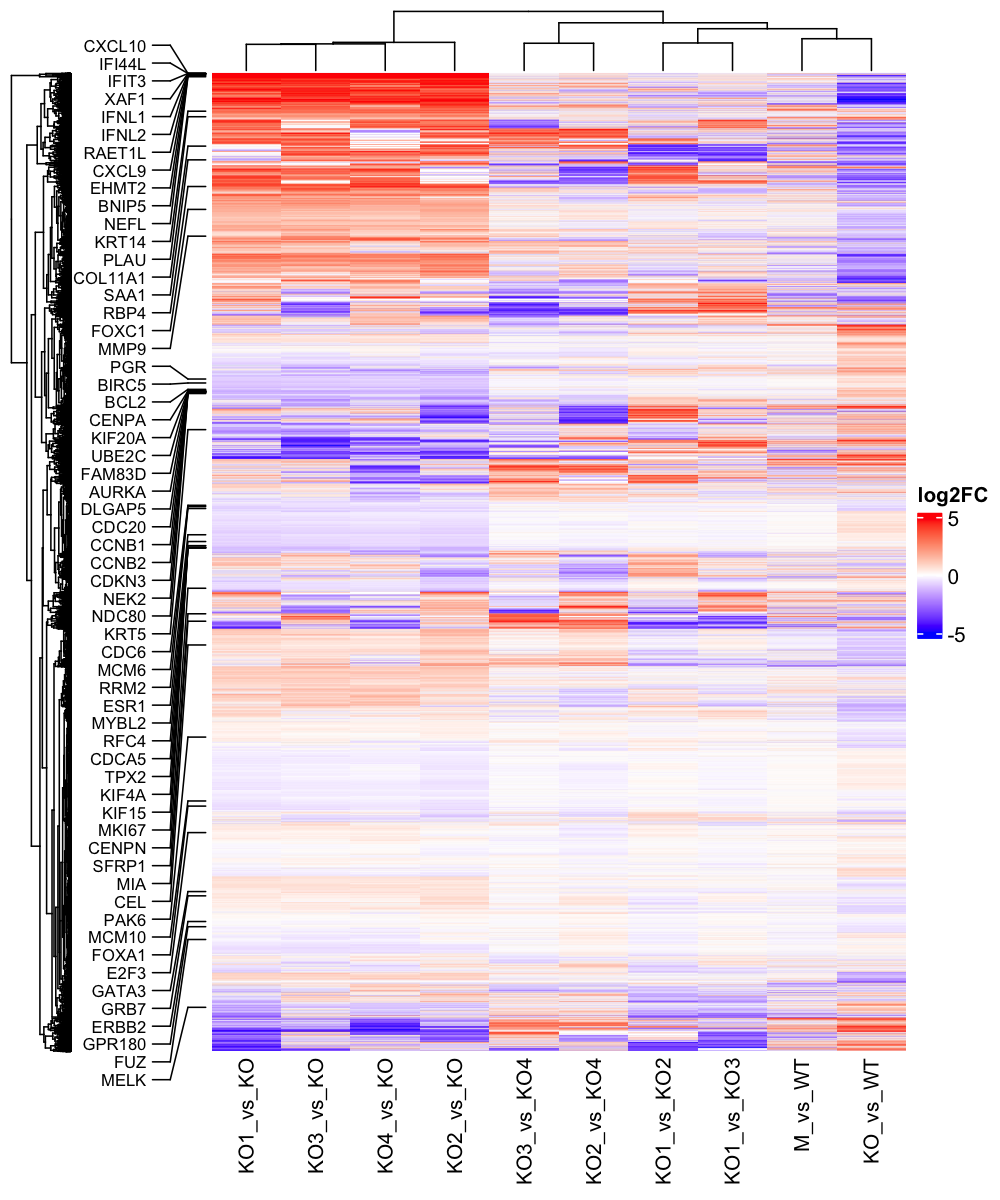 CXCL10
IFI44L
IFIT3
XAF1
IFNL1
IFNL2
RAET1L
CXCL9
EHMT2
BNIP5
NEFL
KRT14
PLAU
COL11A1
SAA1
RBP4
FOXC1
MMP9
PGR
BIRC5
BCL2
CENPA
KIF20A
UBE2C
FAM83D
AURKA
DLGAP5
CDC20
CCNB1
CCNB2
CDKN3
NEK2
NDC80
KRT5
CDC6
MCM6
RRM2
ESR1
MYBL2
RFC4
CDCA5
TPX2
KIF4A
KIF15
MKI67
CENPN
SFRP1
MIA
CEL
PAK6
MCM10
FOXA1
E2F3
GATA3
GRB7
ERBB2
GPR180
FUZ
MELK
log2FC
5
0
-5
KO1_vs_KO
KO3_vs_KO
KO4_vs_KO
KO2_vs_KO
KO3_vs_KO4
KO2_vs_KO4
KO1_vs_KO2
KO1_vs_KO3
M_vs_WT
KO_vs_WT